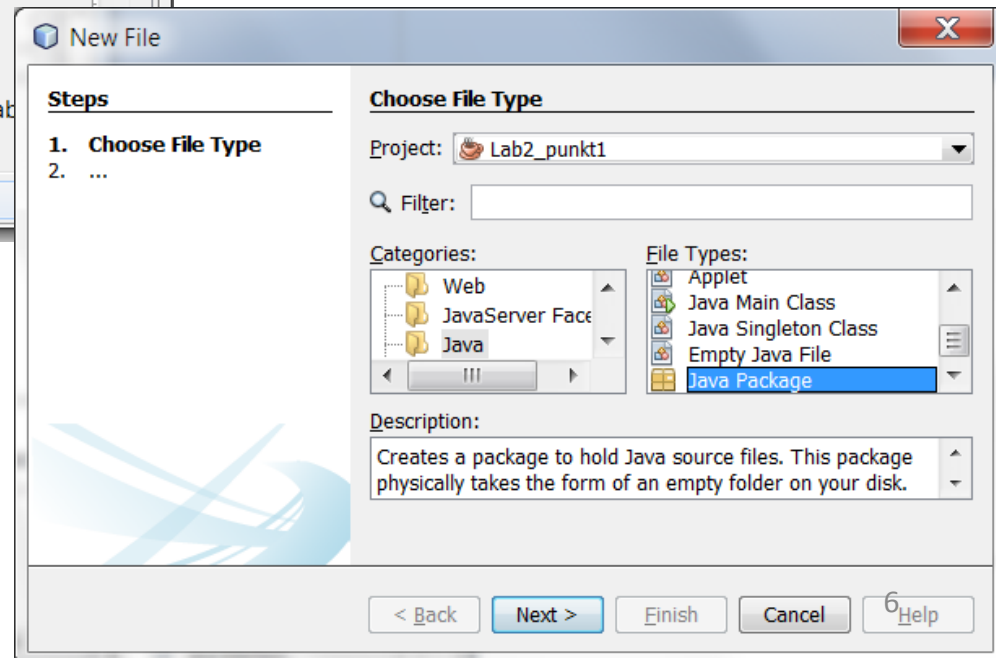 New File
X
ab
Steps
1. Choose File Type
2. ...
Choose File Type
Project: Lab2_punkt1
Filter:
Categories:
Web
JavaServer Face
Java
File Types:
Applet
Java Main Class
Java Singleton Class
Empty Java File
Java Package
Description:
Creates a package to hold Java source files. This package
physically takes the form of an empty folder on your disk.
< Back Next > Finish Cancel Help
6